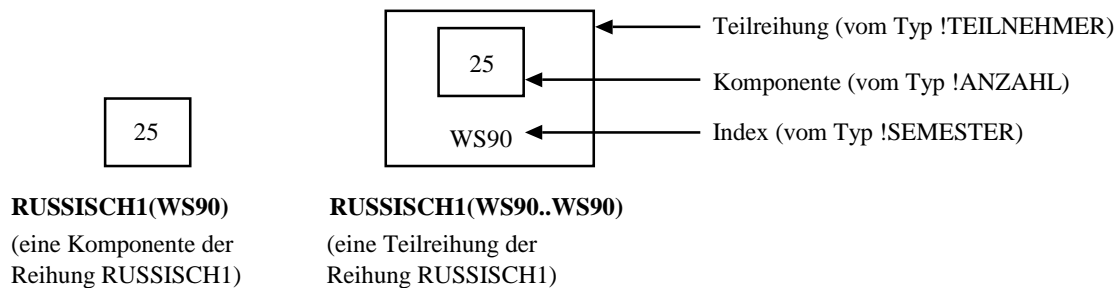 Teilreihung (vom Typ !TEILNEHMER)
25
Komponente (vom Typ !ANZAHL)
25
WS90
Index (vom Typ !SEMESTER)
RUSSISCH1(WS90)
RUSSISCH1(WS90..WS90)
(eine Komponente der
Reihung RUSSISCH1)
(eine Teilreihung der
Reihung RUSSISCH1)